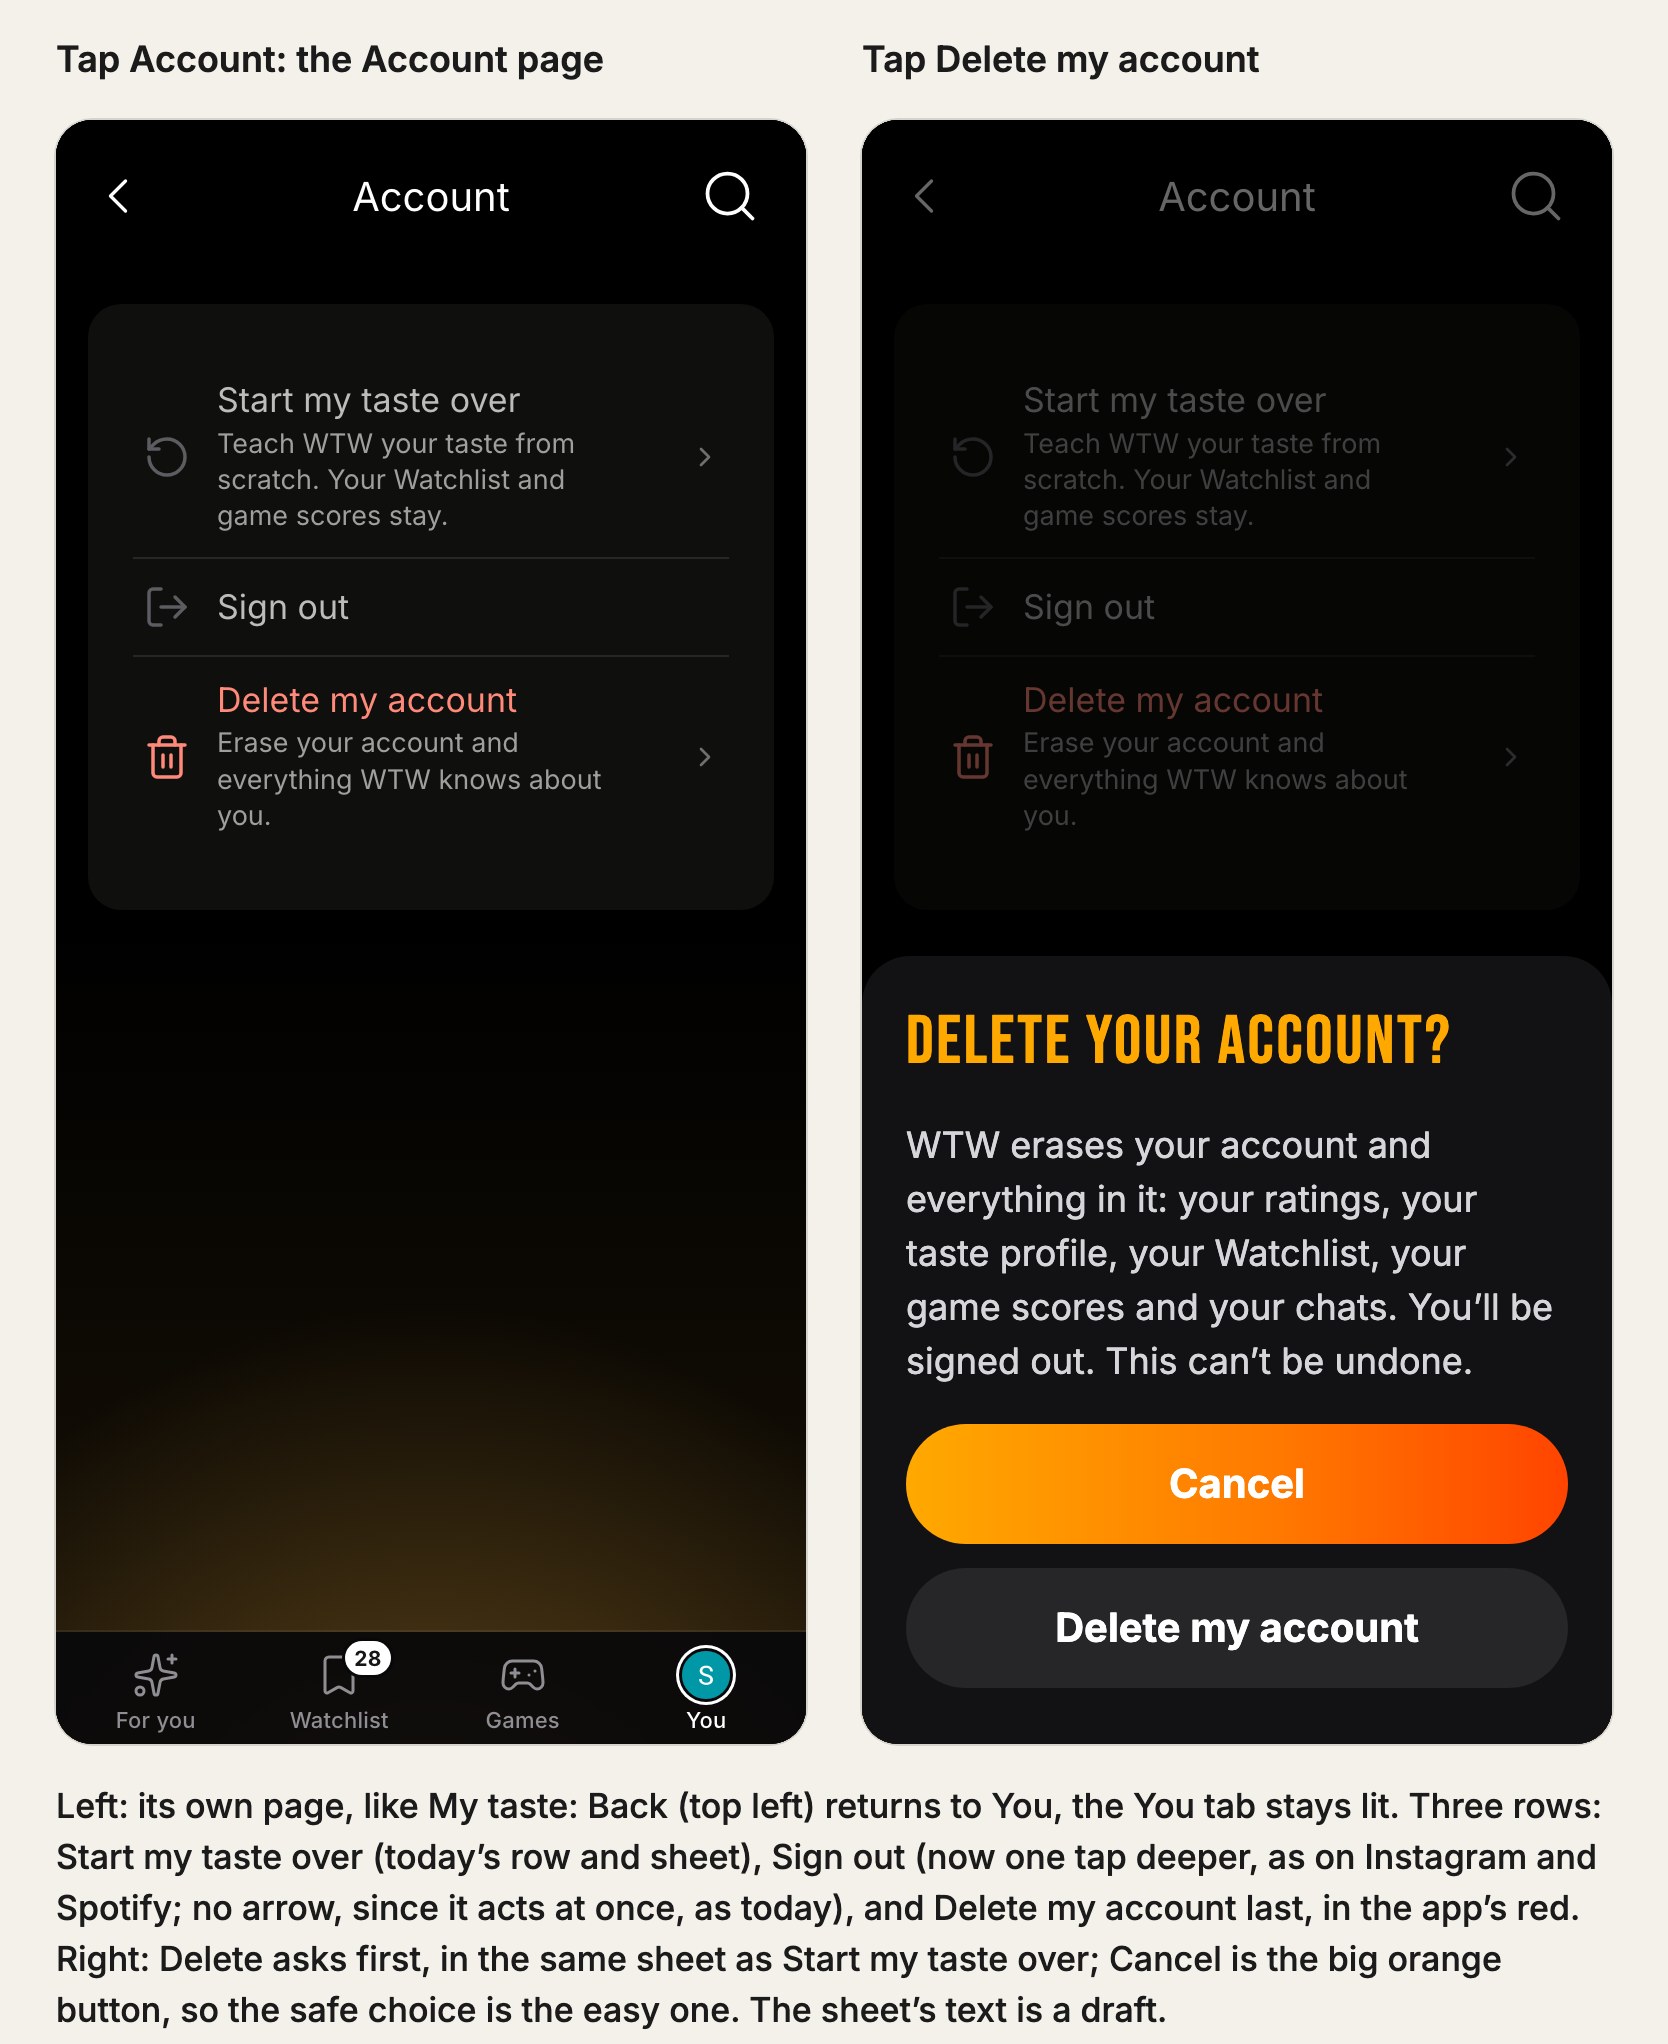 Tap Account: the Account page
Account
Start my taste over
Teach WTW your taste from
scratch. Your Watchlist and
game scores stay.
Sign out
Delete my account
Erase your account and
everything WTW knows about
you.
For you
28
Watchlist
Games
S
You
Tap Delete my account
Account
Start my taste over
Teach WTW your taste from
scratch. Your Watchlist and
game scores stay.
Sign out
Delete my account
Erase your account and
everything WTW knows about
you.
DELETE YOUR ACCOUNT?
WTW erases your account and
everything in it: your ratings, your
taste profile, your Watchlist, your
game scores and your chats. You’ll be
signed out. This can’t be undone.
Cancel
Delete my account
Left: its own page, like My taste: Back (top left) returns to You, the You tab stays lit. Three rows:
Start my taste over (today’s row and sheet), Sign out (now one tap deeper, as on Instagram and
Spotify; no arrow, since it acts at once, as today), and Delete my account last, in the app’s red.
Right: Delete asks first, in the same sheet as Start my taste over; Cancel is the big orange
button, so the safe choice is the easy one. The sheet’s text is a draft.